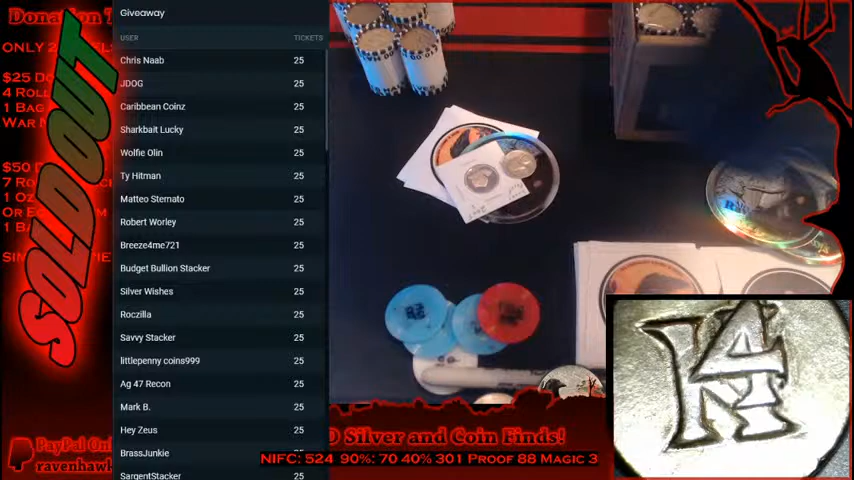 Donation T
ONLY 2
$25 Do
4 Roll
1 Bag
War N
$50 D
7 Ro
1 Oz
Or E
1 B
SOLD OUT
PayPal Onl
ravenhawk
Giveaway
USER TICKETS
Chris Naab 25
JDOG 25
Caribbean Coinz 25
Sharkbait Lucky 25
Wolfie Olin 25
Ty Hitman 25
Matteo Sternato 25
Robert Worley 25
Breeze4me721 25
Budget Bullion Stacker 25
Silver Wishes 25
Roczilla 25
Savvy Stacker 25
littlepenny coins999 25
Ag 47 Recon 25
Mark B. 25
Hey Zeus 25
BrassJunkie 25
SargentStacker 25
D Silver and Coin Finds!
NIFC: 524 90%: 70 40% 301 Proof 88 Magic 3